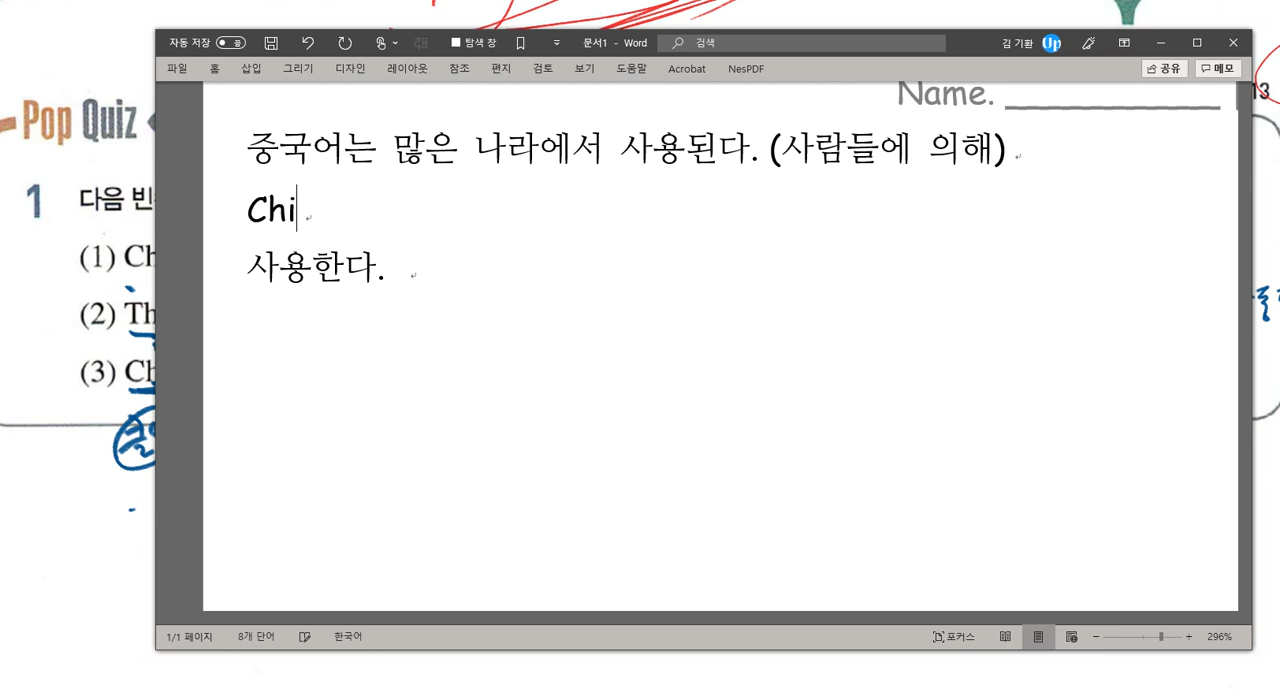 자동 저장 끔 탐색 창 문서1 - Word 검색 김 기환 Up
파일 홈 삽입 그리기 디자인 레이아웃 참조 편지 검토 보기 도움말 Acrobat NesPDF 공유 메모
Name. 13
Pop Quiz
중국어는 많은 나라에서 사용된다. (사람들에 의해)
1 다음 빈
Chi
(1) Ch
사용한다.
(2) Th
(3) Ch
1/1 페이지 8개 단어 한국어 포커스 296%